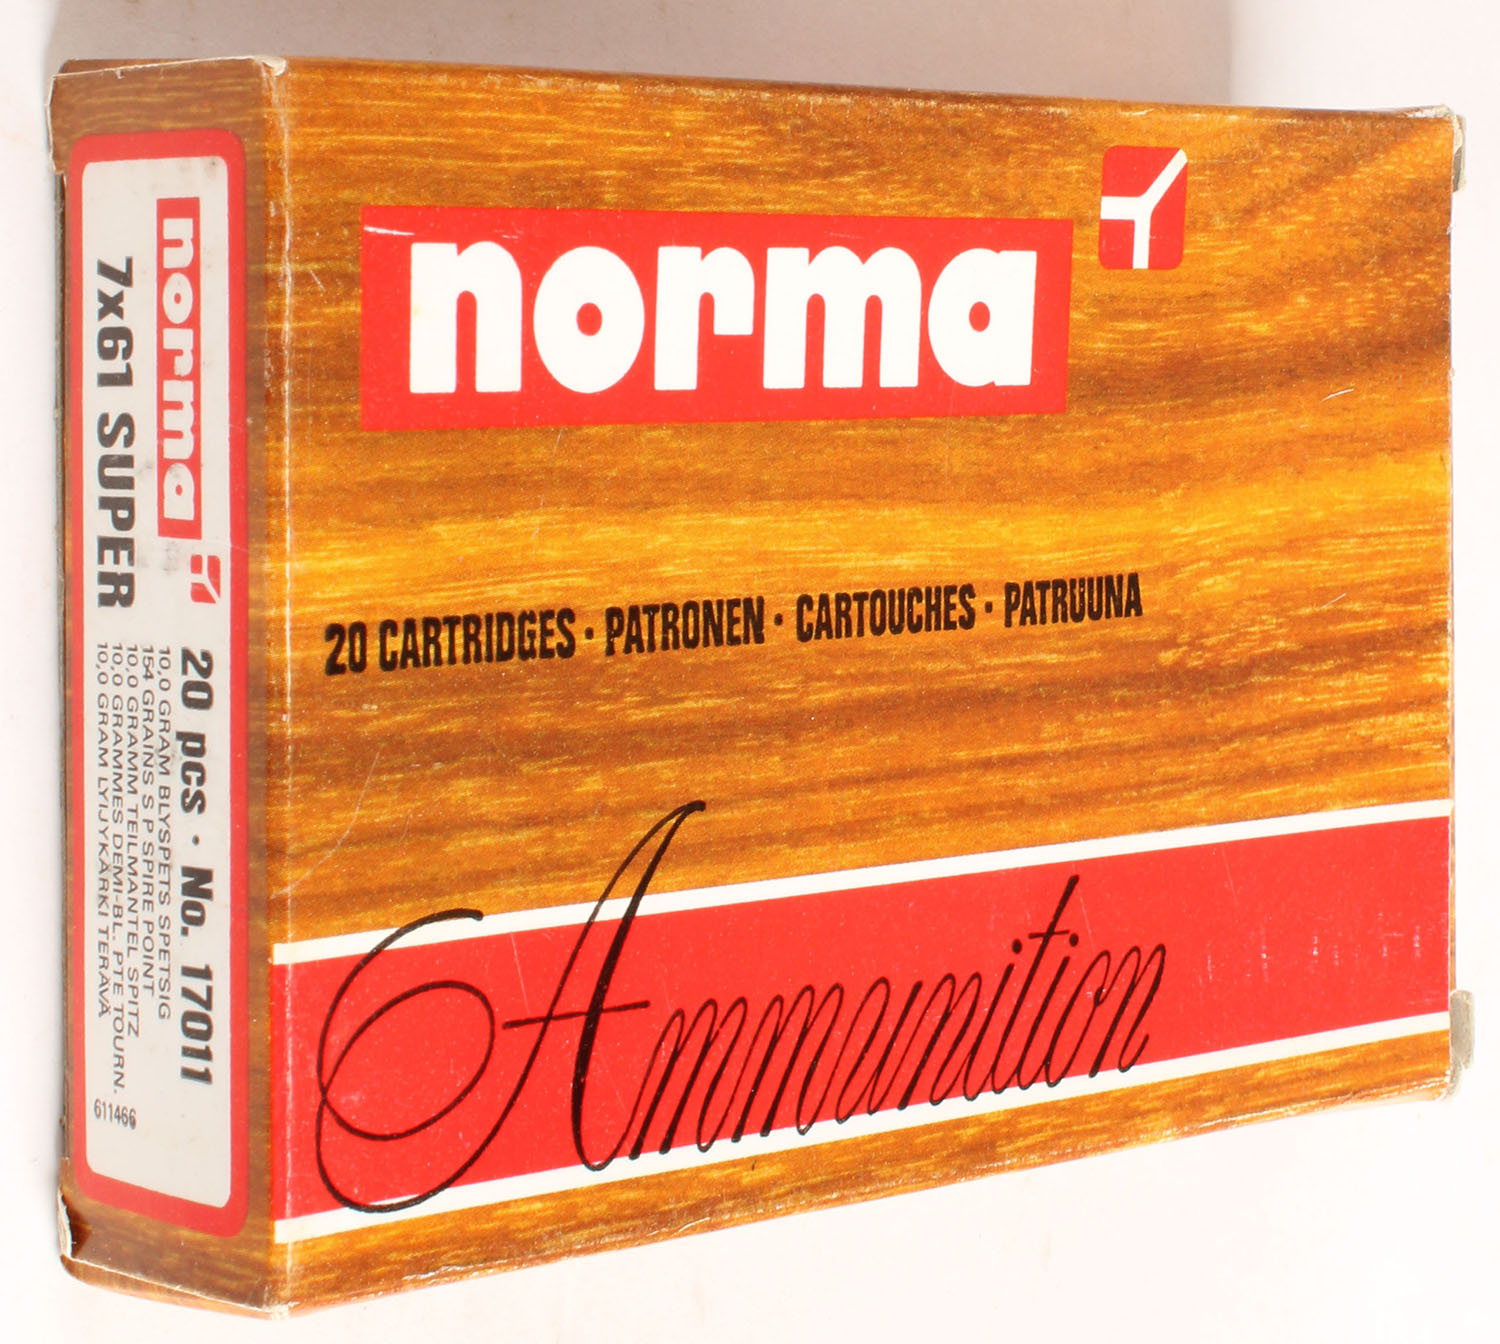 norma
20 CARTRIDGES · PATRONEN · CARTOUCHES · PATRUUNA
Ammunition
norma
7x61 SUPER
20 pcs · No. 17011
10,0 GRAM BLYSPETS SPETSIG
154 GRAINS S P SPIRE POINT
10,0 GRAMM TEILMANTEL SPITZ
10,0 GRAMMES DEMI-BL. PTE TOURN.
10,0 GRAM LYIJYKÄRKI TERÄVÄ
611466